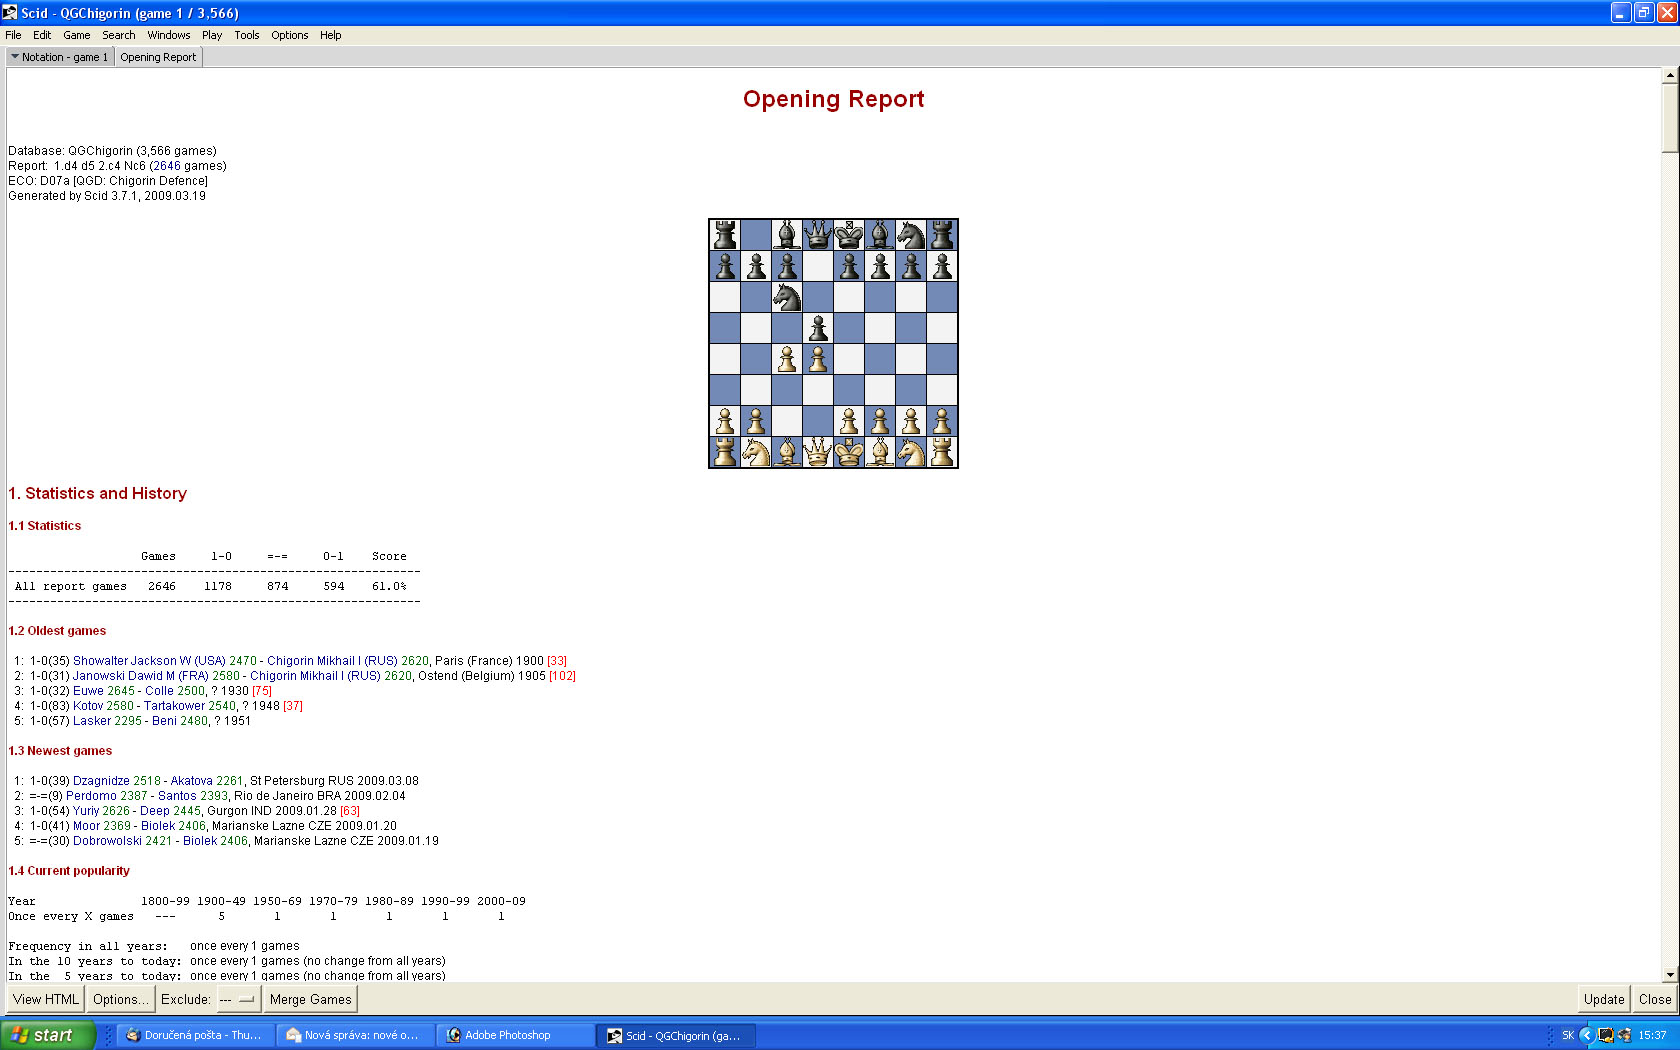 Scid - QGChigorin (game 1 / 3,566)
File Edit Game Search Windows Play Tools Options Help
Notation - game 1 Opening Report
Opening Report
Database: QGChigorin (3,566 games)
Report: 1.d4 d5 2.c4 Nc6 (2646 games)
ECO: D07a [QGD: Chigorin Defence]
Generated by Scid 3.7.1, 2009.03.19
1. Statistics and History
1.1 Statistics
Games 1-0 =-= 0-1 Score
-----------------------------------------------------------
All report games 2646 1178 874 594 61.0%
-----------------------------------------------------------
1.2 Oldest games
1: 1-0(35) Showalter Jackson W (USA) 2470 - Chigorin Mikhail I (RUS) 2620, Paris (France) 1900 [33]
2: 1-0(31) Janowski Dawid M (FRA) 2580 - Chigorin Mikhail I (RUS) 2620, Ostend (Belgium) 1905 [102]
3: 1-0(32) Euwe 2645 - Colle 2500, ? 1930 [75]
4: 1-0(83) Kotov 2580 - Tartakower 2540, ? 1948 [37]
5: 1-0(57) Lasker 2295 - Beni 2480, ? 1951
1.3 Newest games
1: 1-0(39) Dzagnidze 2518 - Akatova 2261, St Petersburg RUS 2009.03.08
2: =-=(9) Perdomo 2387 - Santos 2393, Rio de Janeiro BRA 2009.02.04
3: 1-0(54) Yuriy 2626 - Deep 2445, Gurgon IND 2009.01.28 [63]
4: 1-0(41) Moor 2369 - Biolek 2406, Marianske Lazne CZE 2009.01.20
5: =-=(30) Dobrowolski 2421 - Biolek 2406, Marianske Lazne CZE 2009.01.19
1.4 Current popularity
Year 1800-99 1900-49 1950-69 1970-79 1980-89 1990-99 2000-09
Once every X games --- 5 1 1 1 1 1
Frequency in all years: once every 1 games
In the 10 years to today: once every 1 games (no change from all years)
In the 5 years to today: once every 1 games (no change from all years)
View HTML Options... Exclude: --- Merge Games Update Close
start Doručená pošta - Thu... Nová správa: nové o... Adobe Photoshop Scid - QGChigorin (ga... SK 15:37